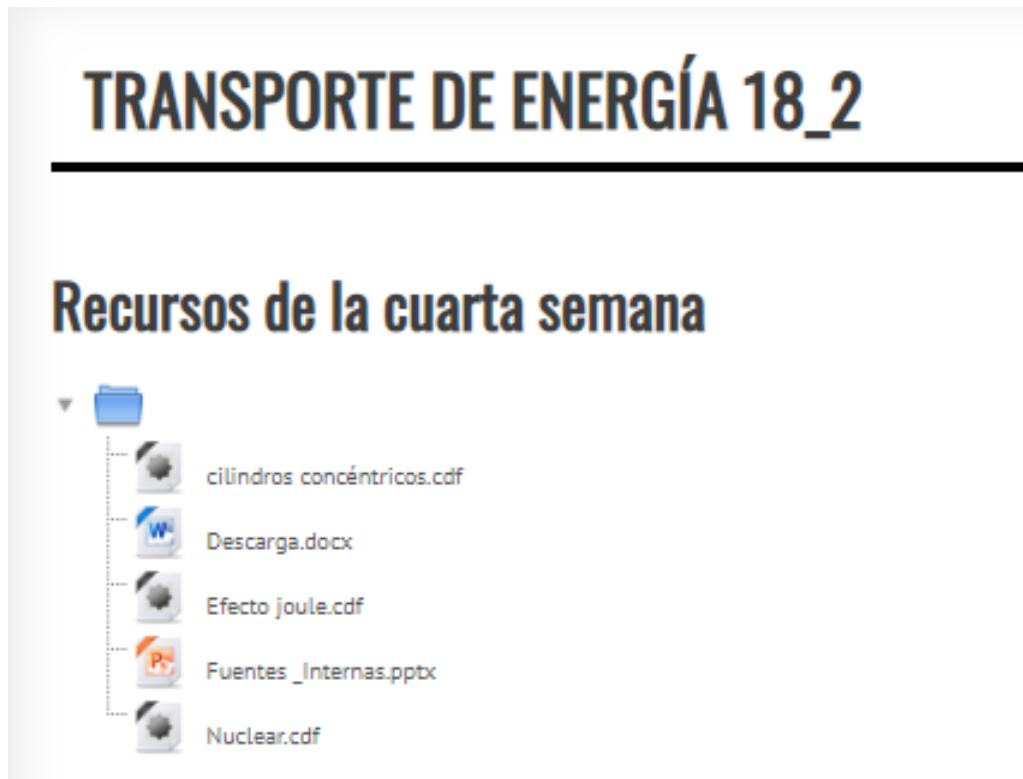 TRANSPORTE DE ENERGÍA 18_2
Recursos de la cuarta semana
cilindros concéntricos.cdf
Descarga.docx
Efecto joule.cdf
Fuentes _Internas.pptx
Nuclear.cdf